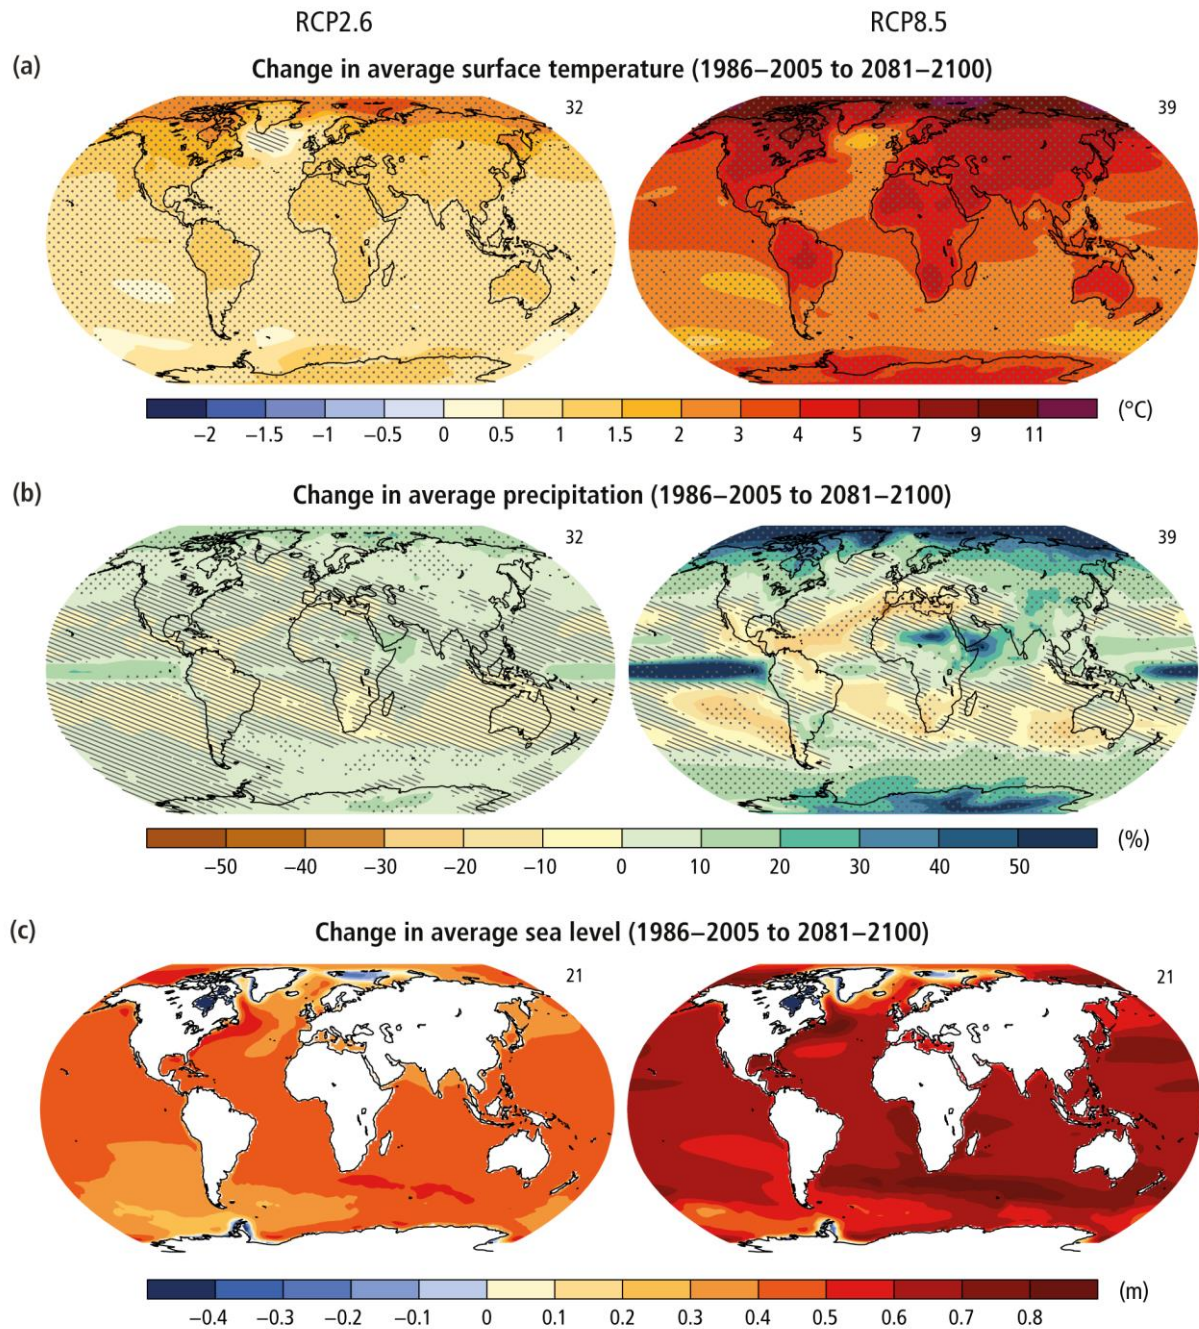 RCP2.6 RCP8.5
(a) Change in average surface temperature (1986–2005 to 2081–2100)
32 39
(°C)
−2 −1.5 −1 −0.5 0 0.5 1 1.5 2 3 4 5 7 9 11
(b) Change in average precipitation (1986–2005 to 2081–2100)
32 39
(%)
−50 −40 −30 −20 −10 0 10 20 30 40 50
(c) Change in average sea level (1986–2005 to 2081–2100)
21 21
(m)
−0.4 −0.3 −0.2 −0.1 0 0.1 0.2 0.3 0.4 0.5 0.6 0.7 0.8